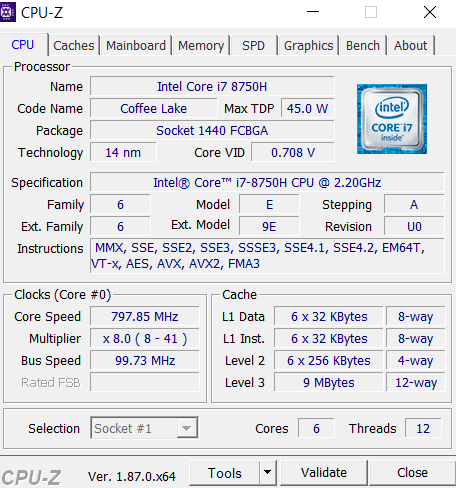 CPU-Z
CPU Caches Mainboard Memory SPD Graphics Bench About
Processor
Name Intel Core i7 8750H
Code Name Coffee Lake Max TDP 45.0 W
Package Socket 1440 FCBGA
Technology 14 nm Core VID 0.708 V
intel
CORE i7
inside™
Specification Intel® Core™ i7-8750H CPU @ 2.20GHz
Family 6 Model E Stepping A
Ext. Family 6 Ext. Model 9E Revision U0
Instructions MMX, SSE, SSE2, SSE3, SSSE3, SSE4.1, SSE4.2, EM64T,
VT-x, AES, AVX, AVX2, FMA3
Clocks (Core #0)
Core Speed 797.85 MHz
Multiplier x 8.0 ( 8 - 41 )
Bus Speed 99.73 MHz
Rated FSB
Cache
L1 Data 6 x 32 KBytes 8-way
L1 Inst. 6 x 32 KBytes 8-way
Level 2 6 x 256 KBytes 4-way
Level 3 9 MBytes 12-way
Selection Socket #1 Cores 6 Threads 12
CPU-Z Ver. 1.87.0.x64 Tools Validate Close